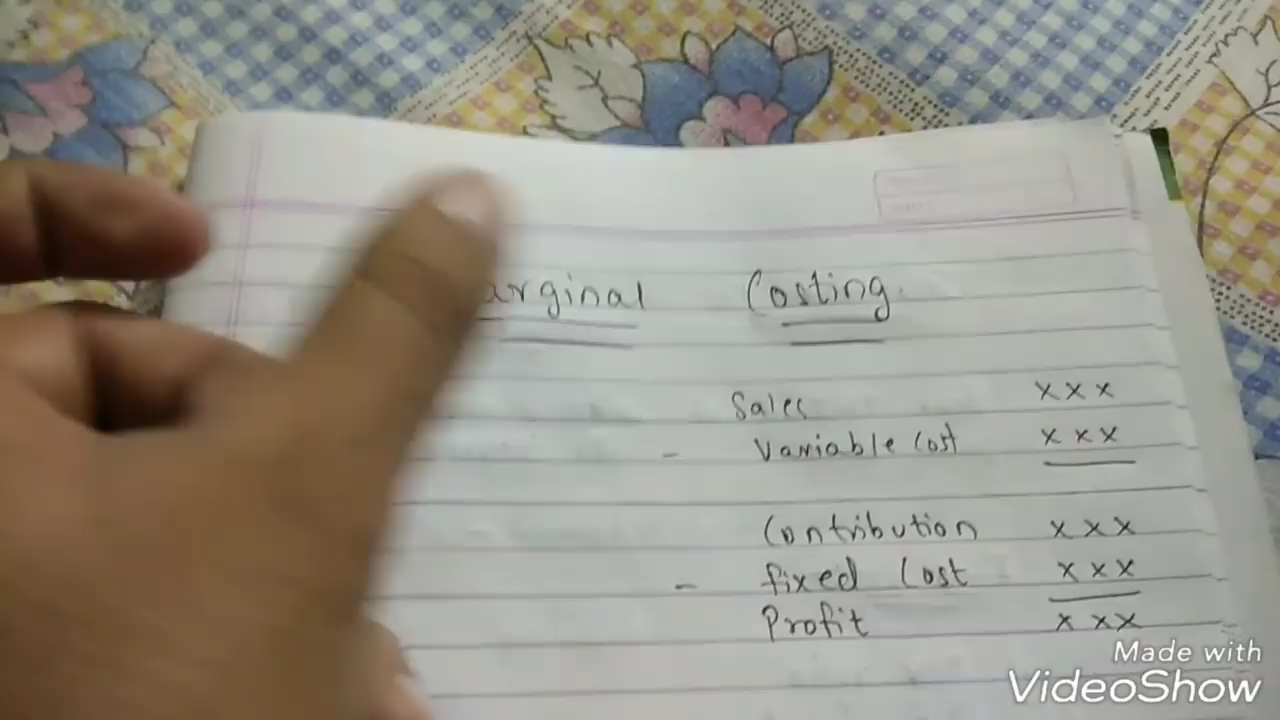 arginal Costing
Sales xxx
- Variable Cost xxx
Contribution xxx
- fixed Cost xxx
Profit xxx
Made with
VideoShow